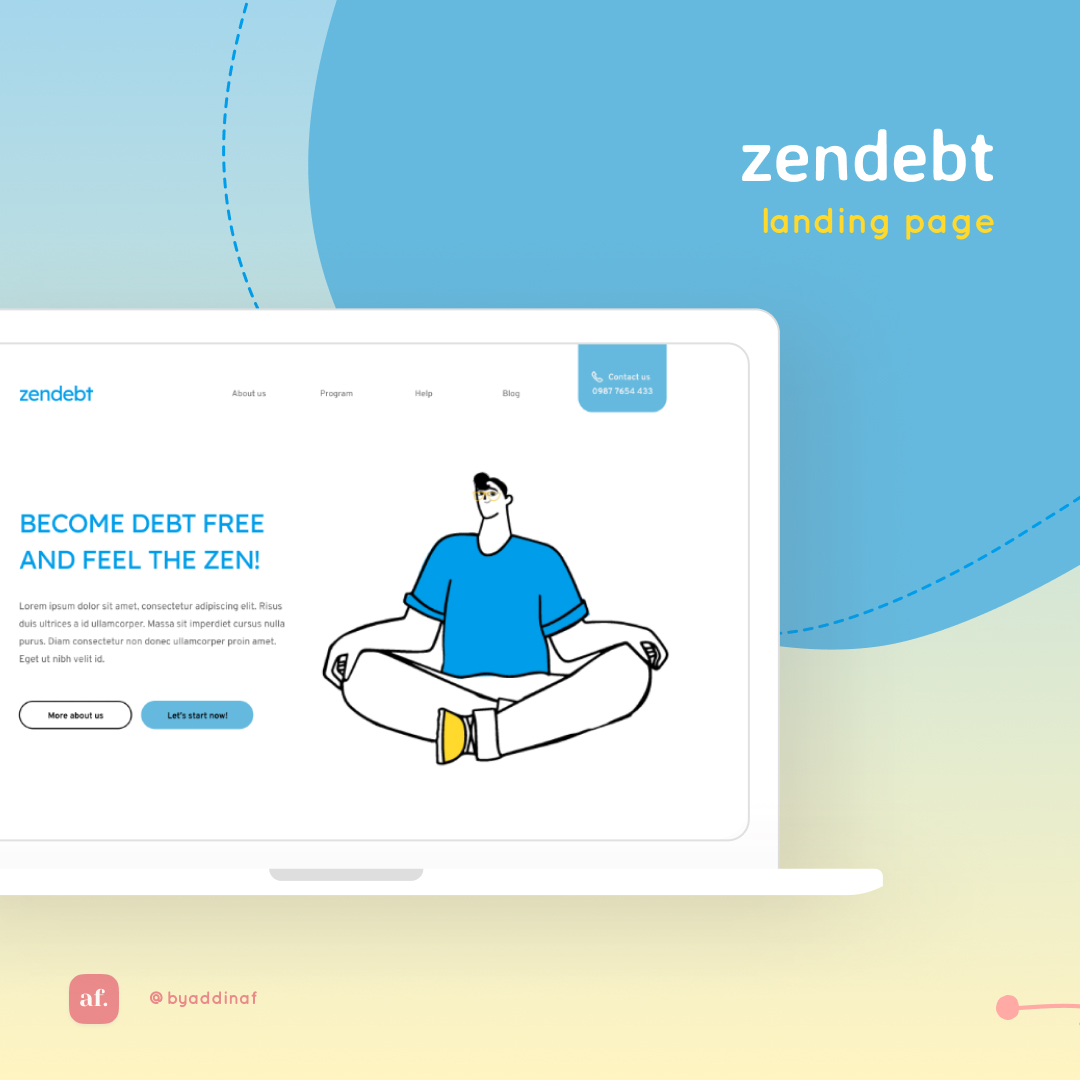 zendebt
landing page
zendebt
About us
Program
Help
Blog
Contact us
0987 7654 433
BECOME DEBT FREE
AND FEEL THE ZEN!
Lorem ipsum dolor sit amet, consectetur adipiscing elit. Risus
duis ultrices a id ullamcorper. Massa sit imperdiet cursus nulla
purus. Diam consectetur non donec ullamcorper proin amet.
Eget ut nibh velit id.
More about us
Let's start now!
af.
@byaddinaf